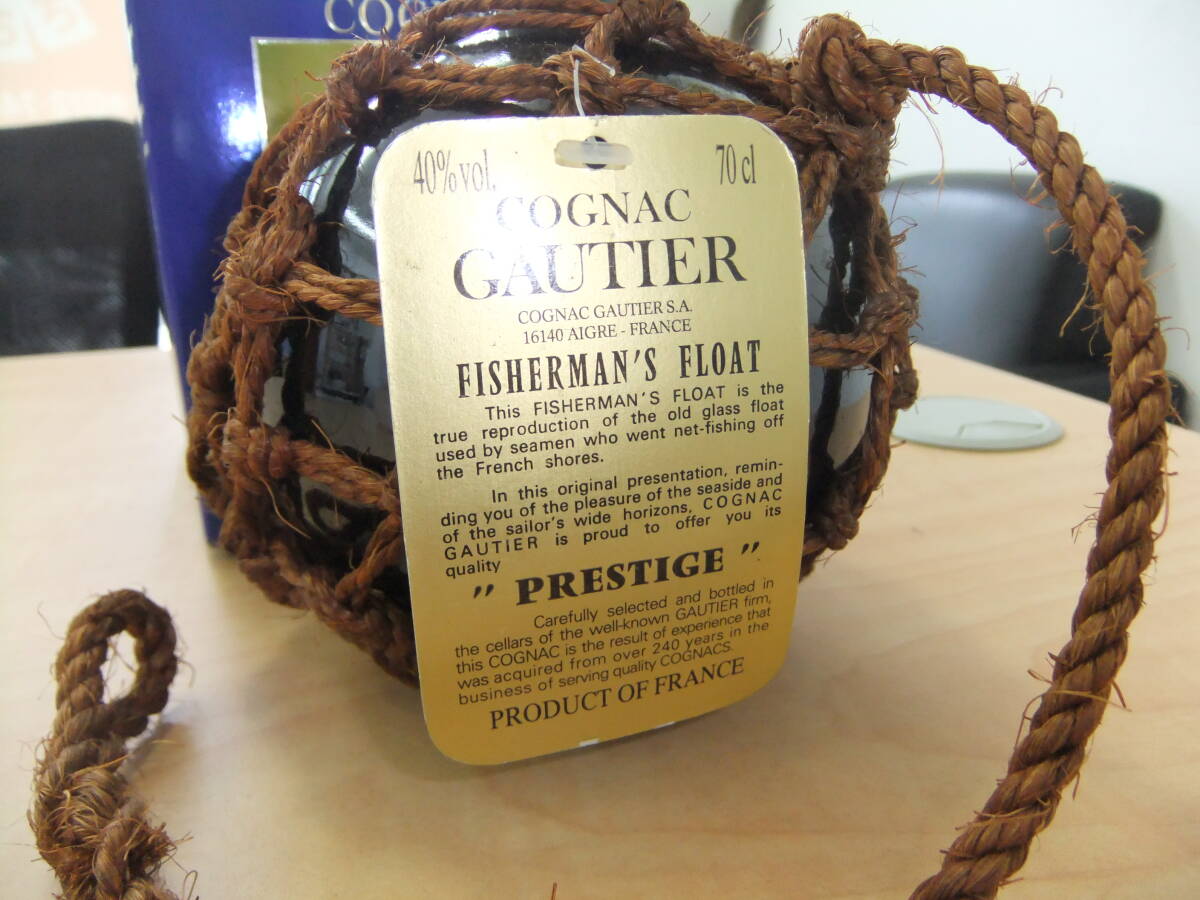 40% vol.
70 cl
COGNAC
GAUTIER
COGNAC GAUTIER S.A.
16140 AIGRE - FRANCE
FISHERMAN'S FLOAT
This FISHERMAN'S FLOAT is the
true reproduction of the old glass float
used by seamen who went net-fishing off
the French shores.
In this original presentation, remin-
ding you of the pleasure of the seaside and
of the sailor's wide horizons, COGNAC
GAUTIER is proud to offer you its
quality
" PRESTIGE "
Carefully selected and bottled in
the cellars of the well-known GAUTIER firm,
this COGNAC is the result of experience that
was acquired from over 240 years in the
business of serving quality COGNACS.
PRODUCT OF FRANCE